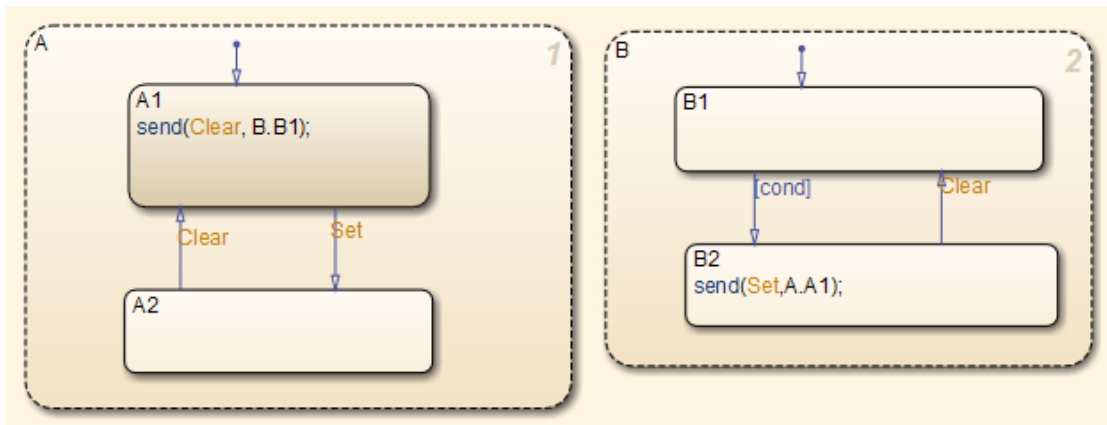 A
1
A1
send(Clear, B.B1);
Clear
Set
A2
B
2
B1
[cond]
Clear
B2
send(Set,A.A1);